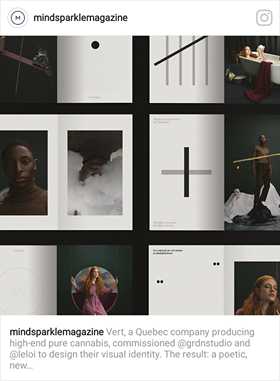 mindsparklemagazine
mindsparklemagazine Vert, a Quebec company producing
high-end pure cannabis, commissioned @grdnstudio and
@leloi to design their visual identity. The result: a poetic,
new...